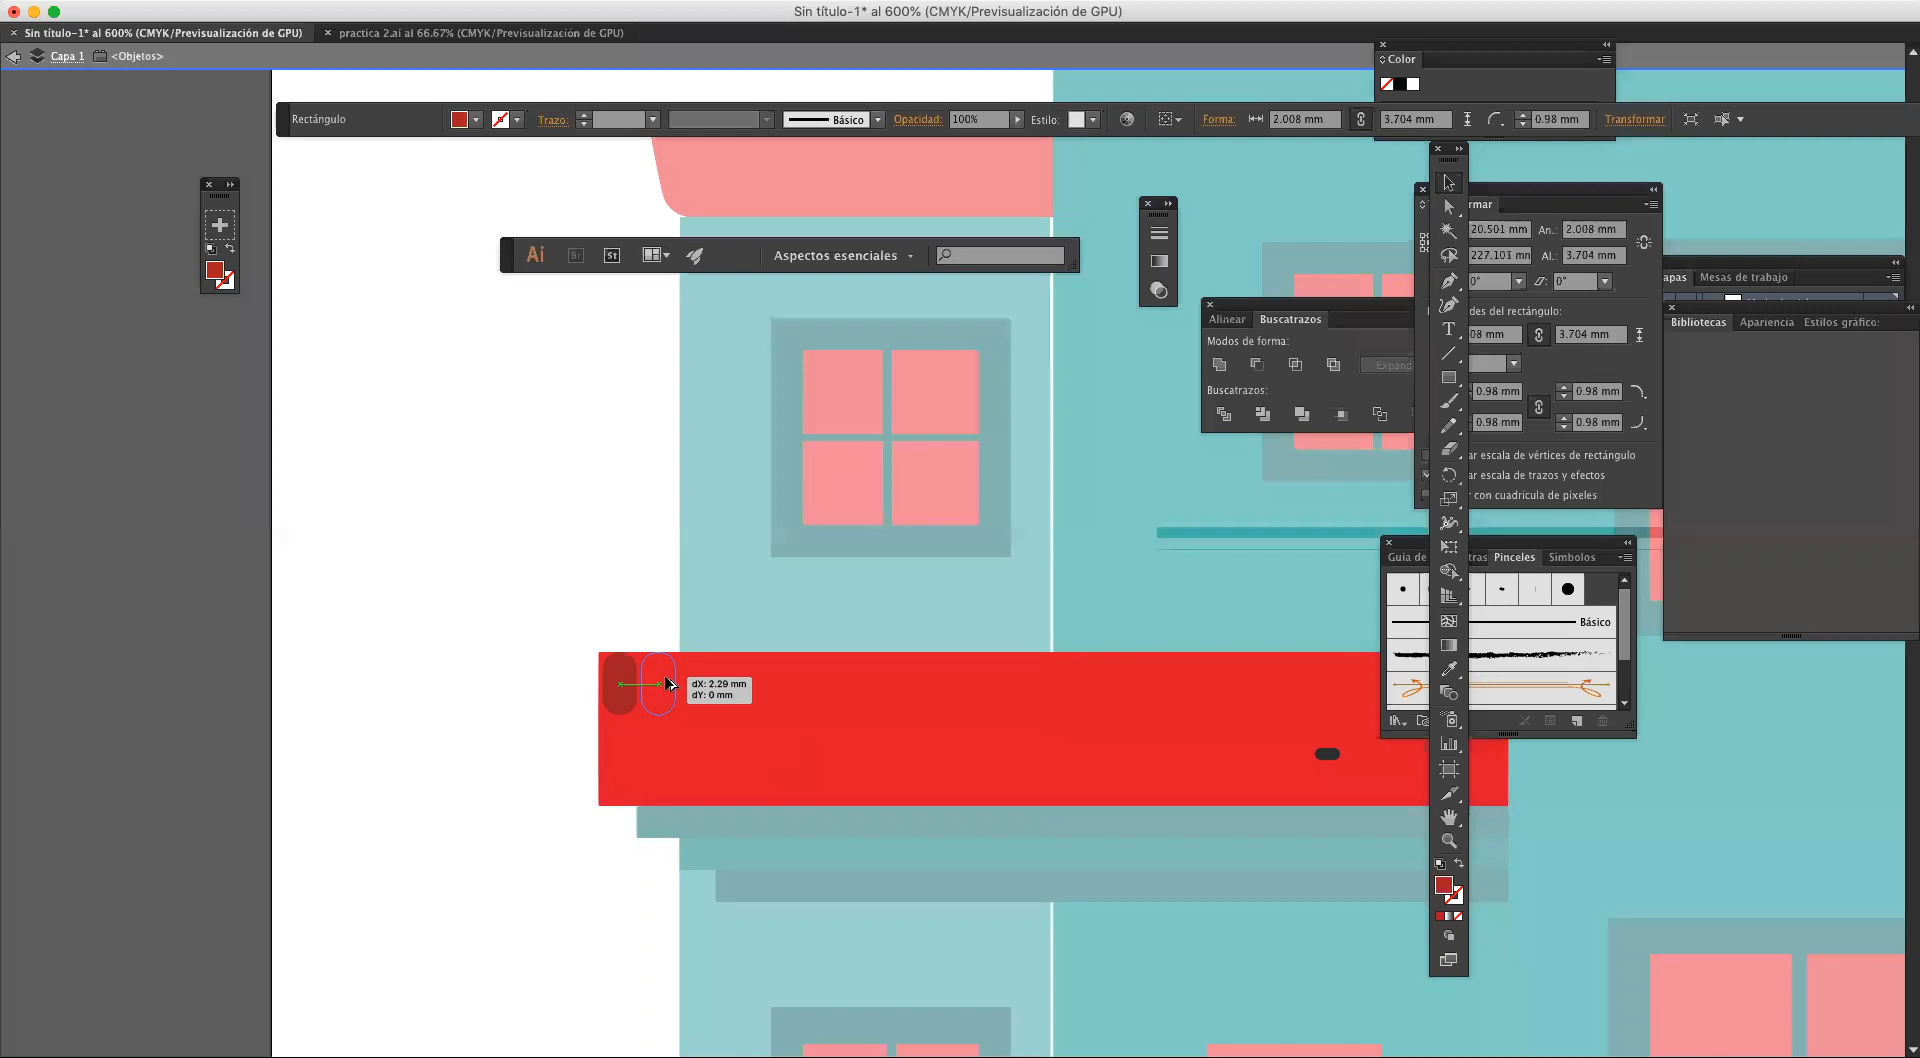 Sin título-1* al 600% (CMYK/Previsualización de GPU)
Sin título-1* al 600% (CMYK/Previsualización de GPU)
practica 2.ai al 66.67% (CMYK/Previsualización de GPU)
Capa 1
<Objetos>
Color
Rectángulo
Trazo:
Básico
Opacidad:
100%
Estilo:
Forma:
2.008 mm
3.704 mm
0.98 mm
Transformar
Ai
Br
St
Aspectos esenciales
rmar
20.501 mm
An.:
2.008 mm
227.101 mn
Al.:
3.704 mm
0°
0°
des del rectángulo:
08 mm
3.704 mm
0.98 mm
0.98 mm
0.98 mm
0.98 mm
ar escala de vértices de rectángulo
ar escala de trazos y efectos
r con cuadrícula de píxeles
apas
Mesas de trabajo
Bibliotecas
Apariencia
Estilos gráfico:
Alinear
Buscatrazos
Modos de forma:
Expand
Buscatrazos:
Guía de
tras
Pinceles
Símbolos
Básico
dX: 2.29 mm
dY: 0 mm